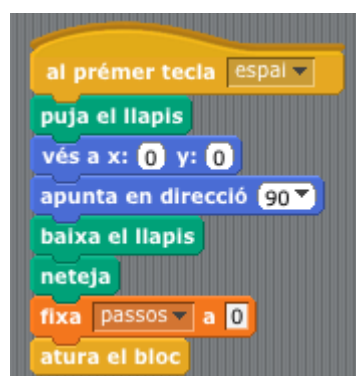 al prémer tecla espai
puja el llapis
vés a x: 0 y: 0
apunta en direcció 90
baixa el llapis
neteja
fixa passos a 0
atura el bloc